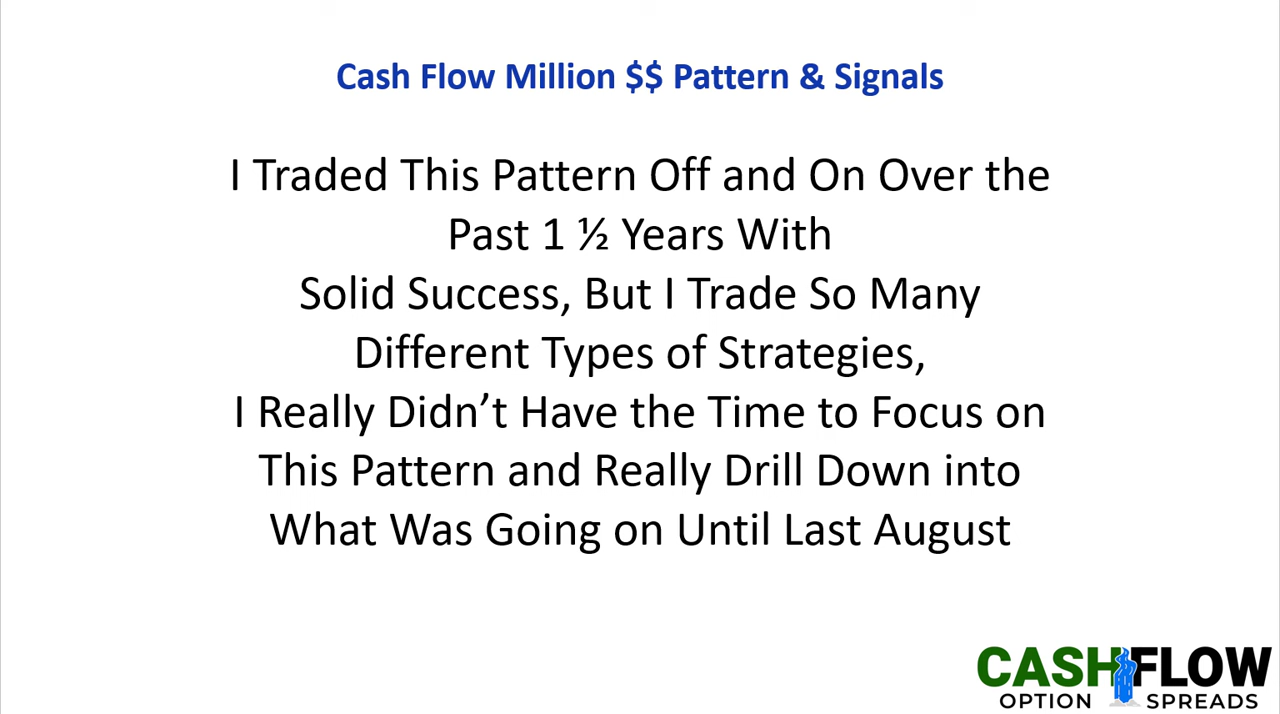 Cash Flow Million $$ Pattern & Signals
I Traded This Pattern Off and On Over the
Past 1 ½ Years With
Solid Success, But I Trade So Many
Different Types of Strategies,
I Really Didn’t Have the Time to Focus on
This Pattern and Really Drill Down into
What Was Going on Until Last August
CASH FLOW
OPTION SPREADS